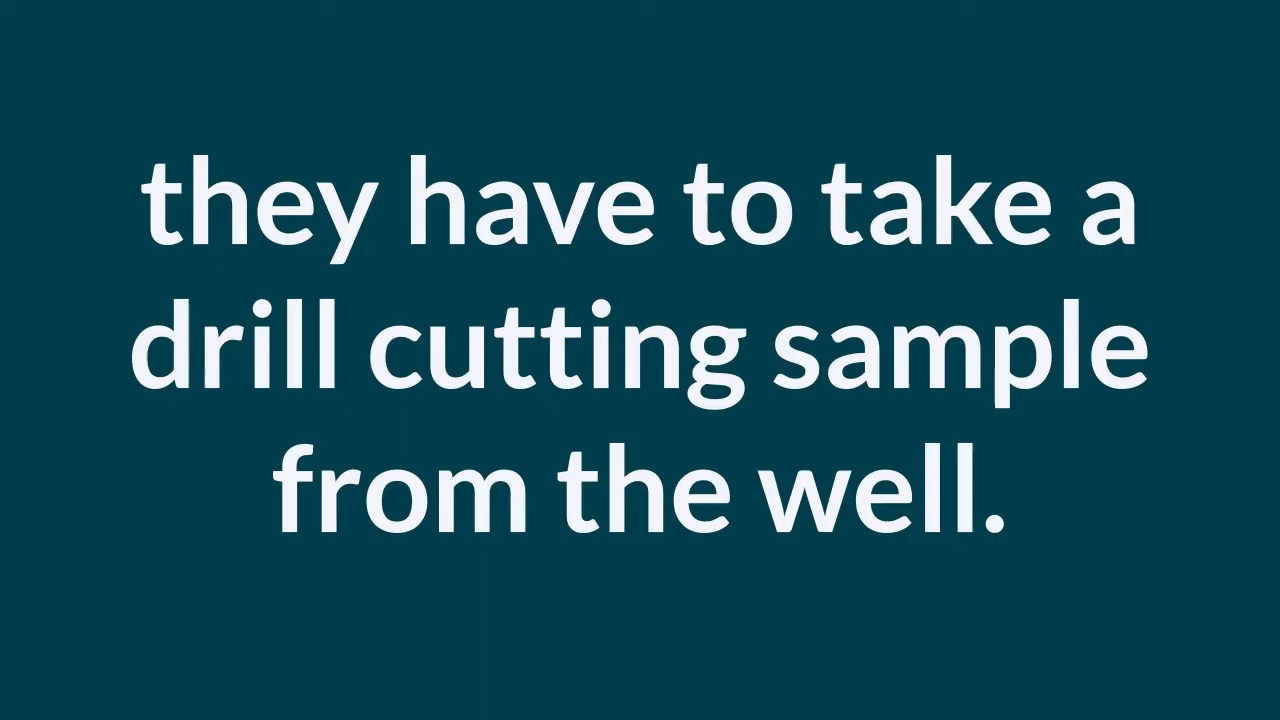 they have to take a
drill cutting sample
from the well.